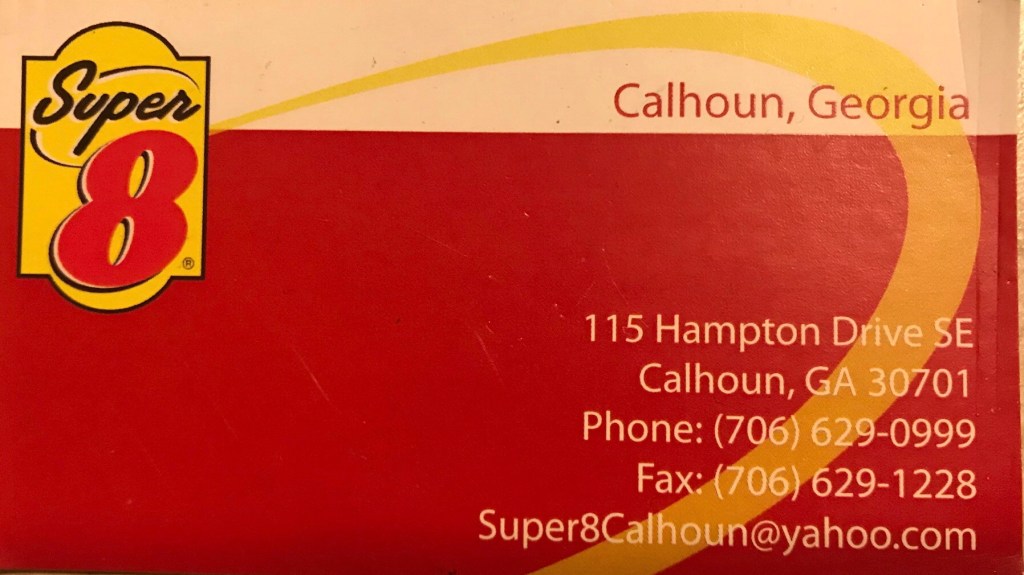 Super
8
®
Calhoun, Georgia
115 Hampton Drive SE
Calhoun, GA 30701
Phone: (706) 629-0999
Fax: (706) 629-1228
Super8Calhoun@yahoo.com